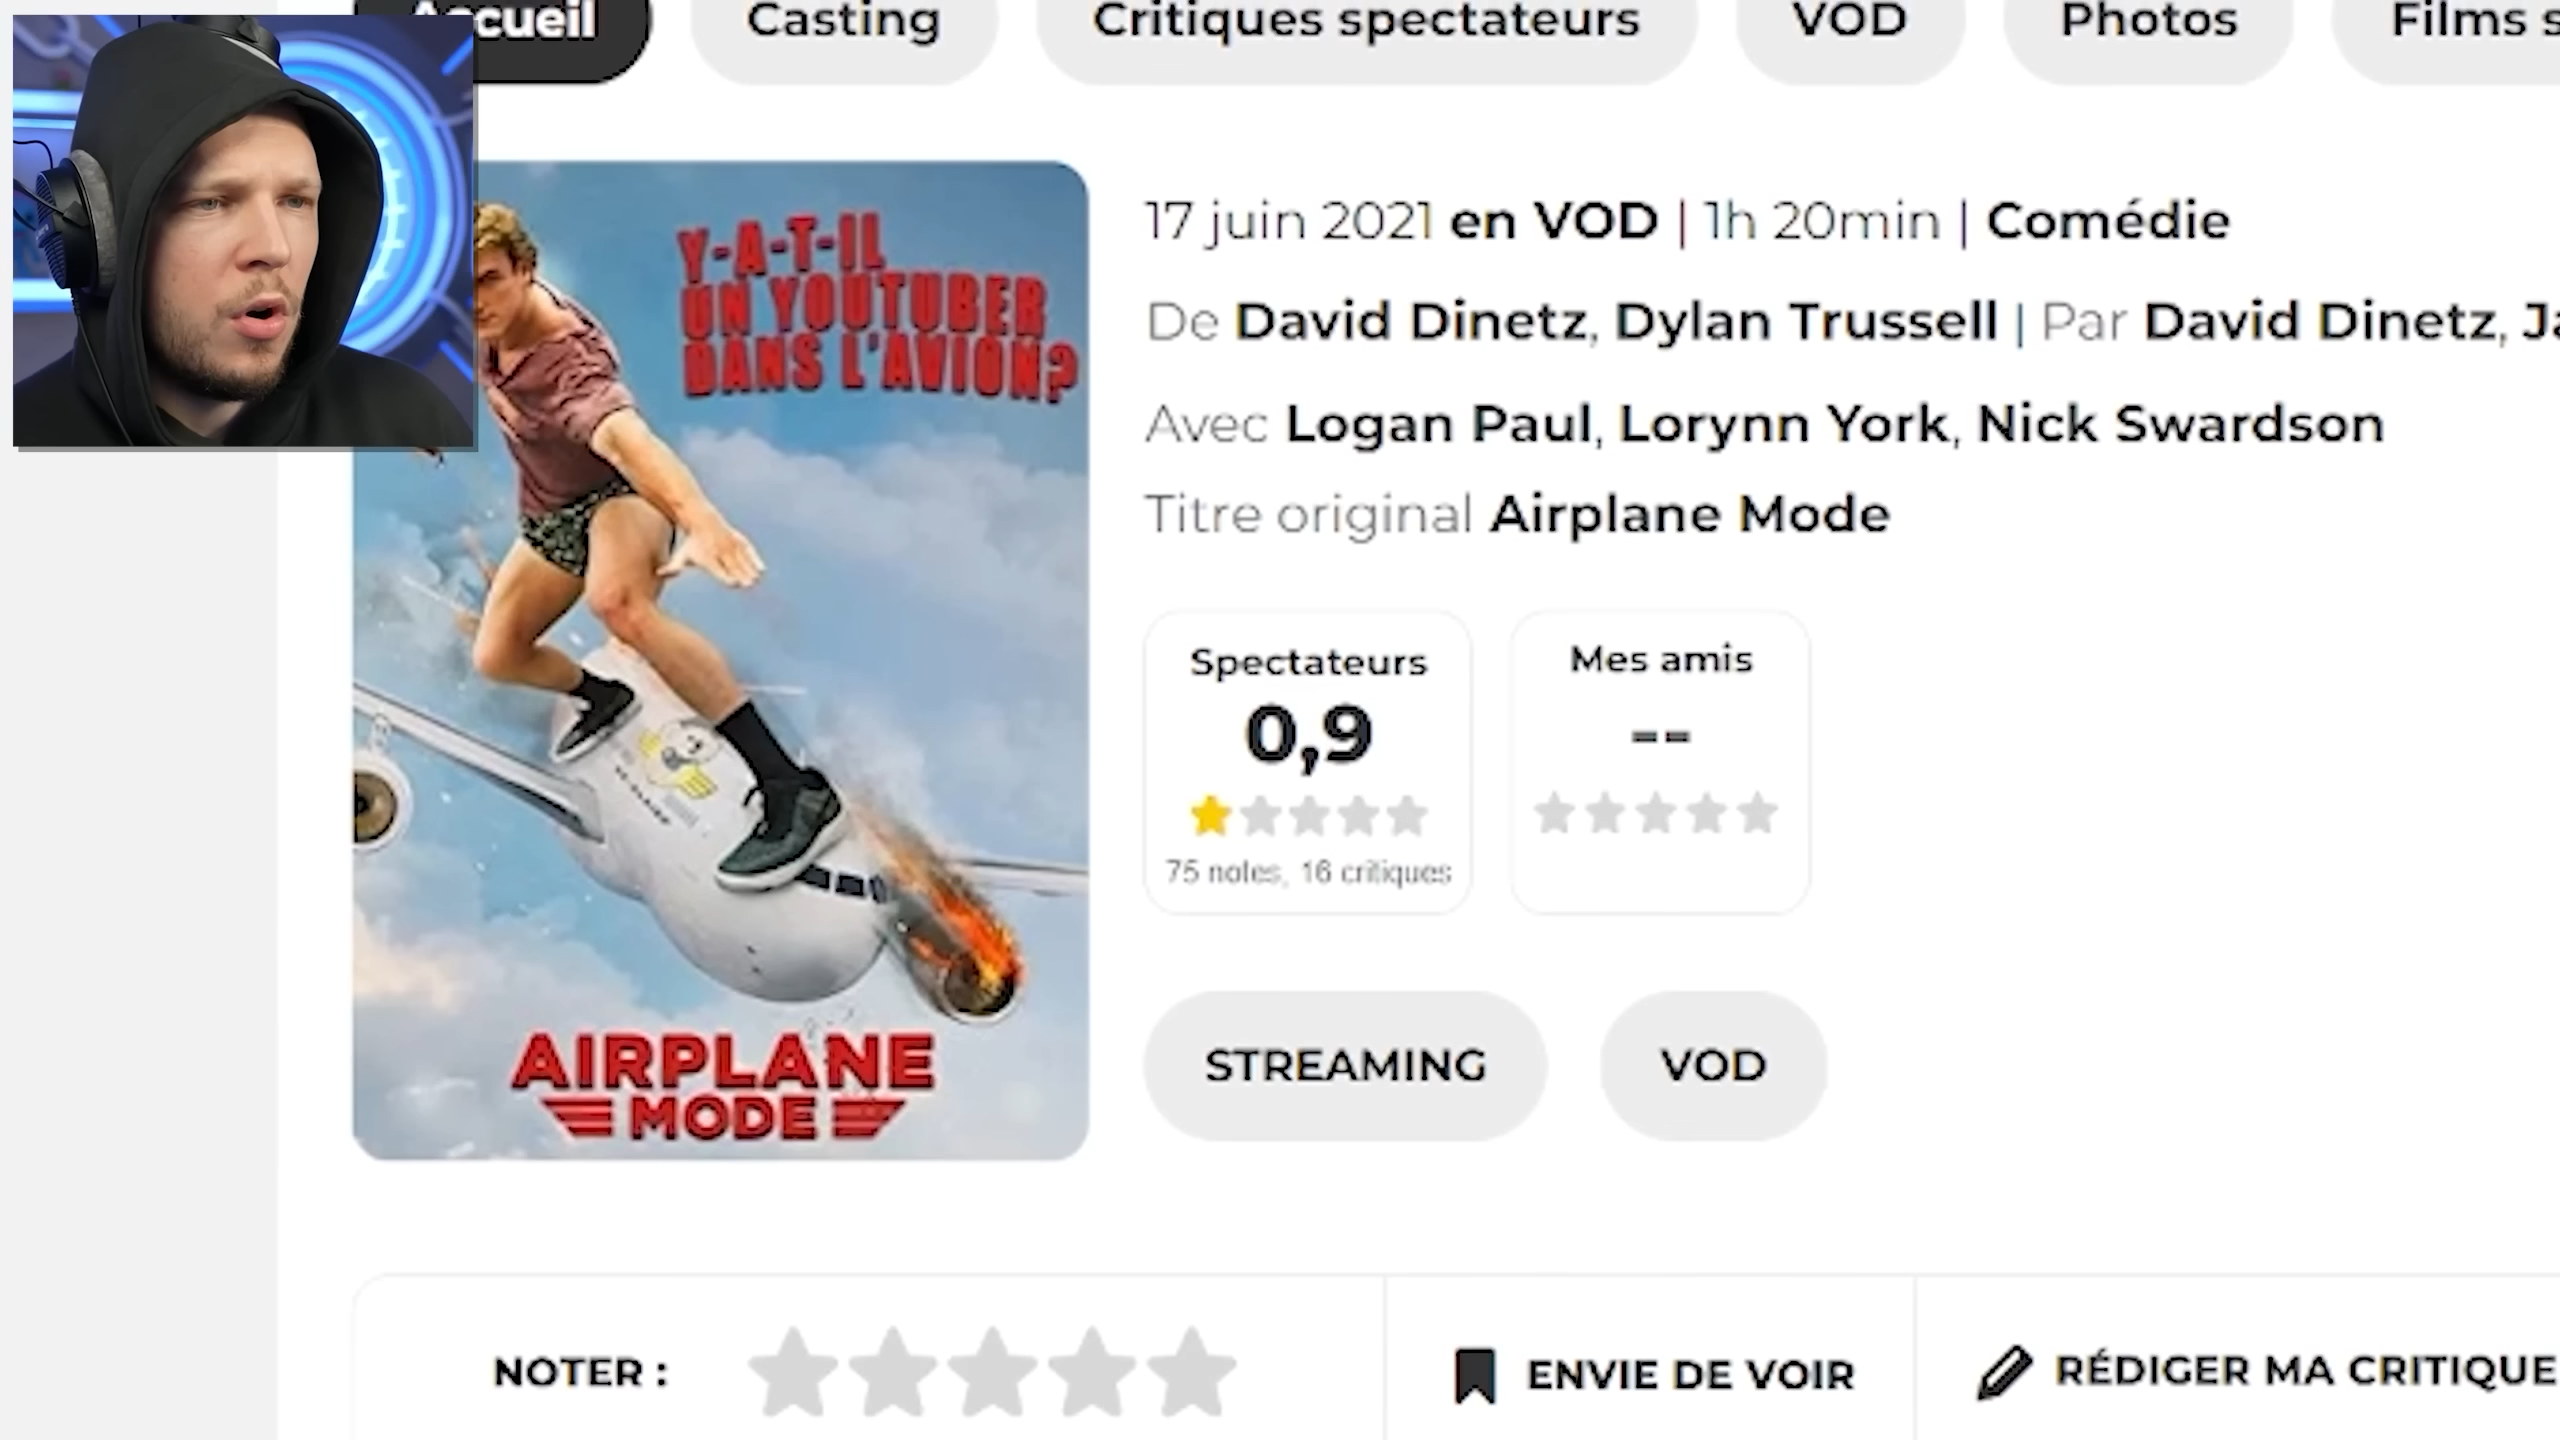 Accueil
Casting
Critiques spectateurs
VOD
Photos
Films s
Y-A-T-IL
UN YOUTUBER
DANS L'AVION?
AIRPLANE
MODE
17 juin 2021 en VOD | 1h 20min | Comédie
De David Dinetz, Dylan Trussell | Par David Dinetz, Ja
Avec Logan Paul, Lorynn York, Nick Swardson
Titre original Airplane Mode
Spectateurs
0,9
75 notes, 16 critiques
Mes amis
--
STREAMING
VOD
NOTER :
ENVIE DE VOIR
RÉDIGER MA CRITIQUE